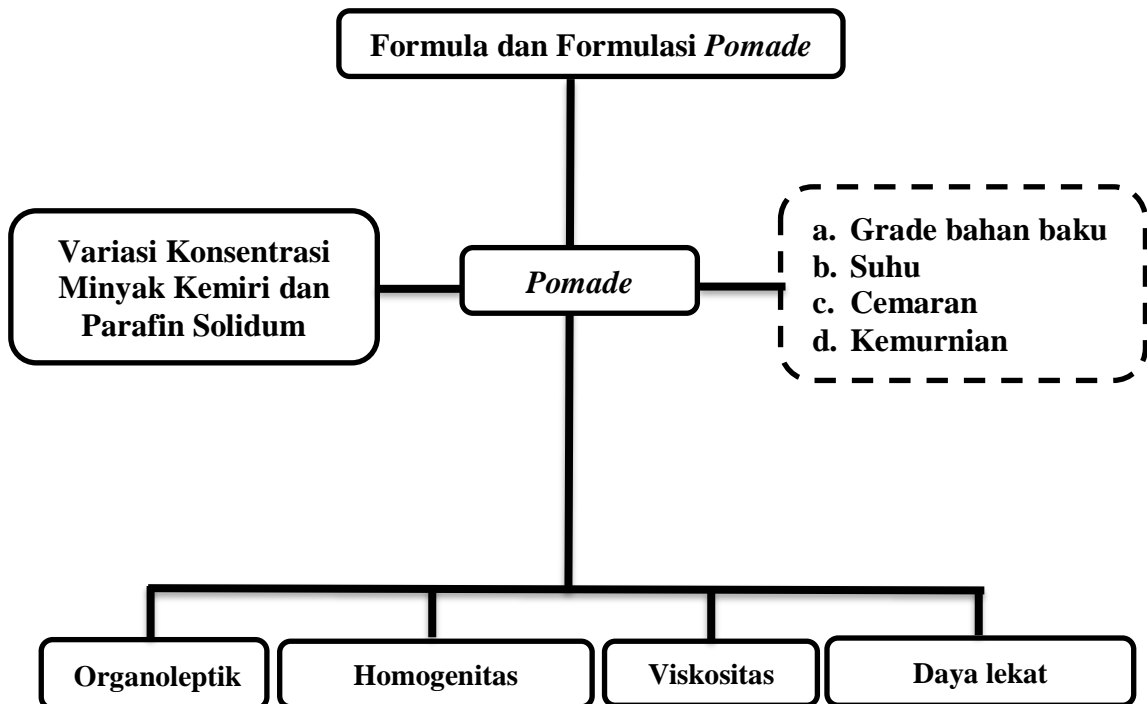 Formula dan Formulasi Pomade
Variasi Konsentrasi
Minyak Kemiri dan
Parafin Solidum
Pomade
a. Grade bahan baku
b. Suhu
c. Cemaran
d. Kemurnian
Organoleptik
Homogenitas
Viskositas
Daya lekat